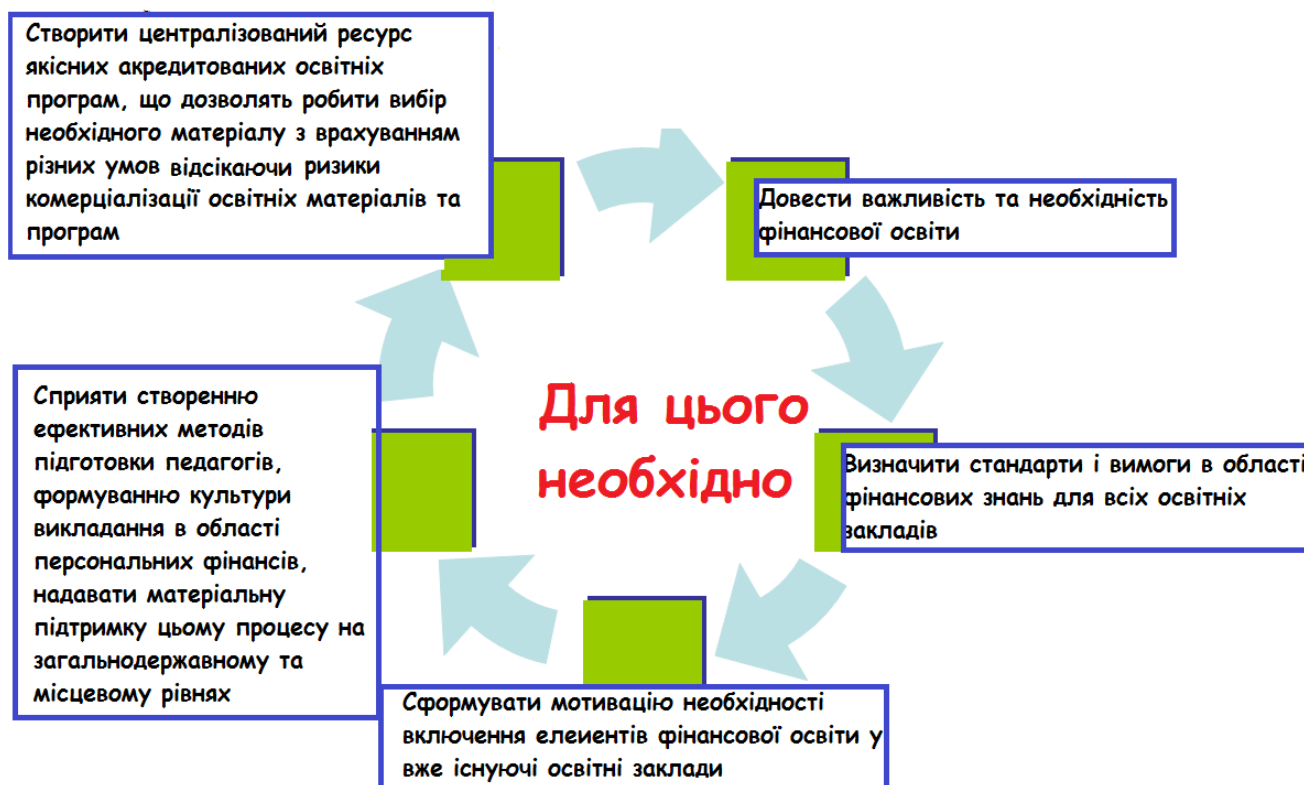 Створити централізований ресурс
якісних акредитованих освітніх
програм, що дозволять робити вибір
необхідного матеріалу з врахуванням
різних умов відсікаючи ризики
комерціалізації освітніх матеріалів та
програм
Довести важливість та необхідність
фінансової освіти
Для цього
необхідно
Визначити стандарти і вимоги в області
фінансових знань для всіх освітніх
закладів
Сформувати мотивацію необхідності
включення елеиентів фінансової освіти у
вже існуючі освітні заклади
Сприяти створенню
ефективних методів
підготовки педагогів,
формуванню культури
викладання в області
персональних фінансів,
надавати матеріальну
підтримку цьому процесу на
загальнодержавному та
місцевому рівнях